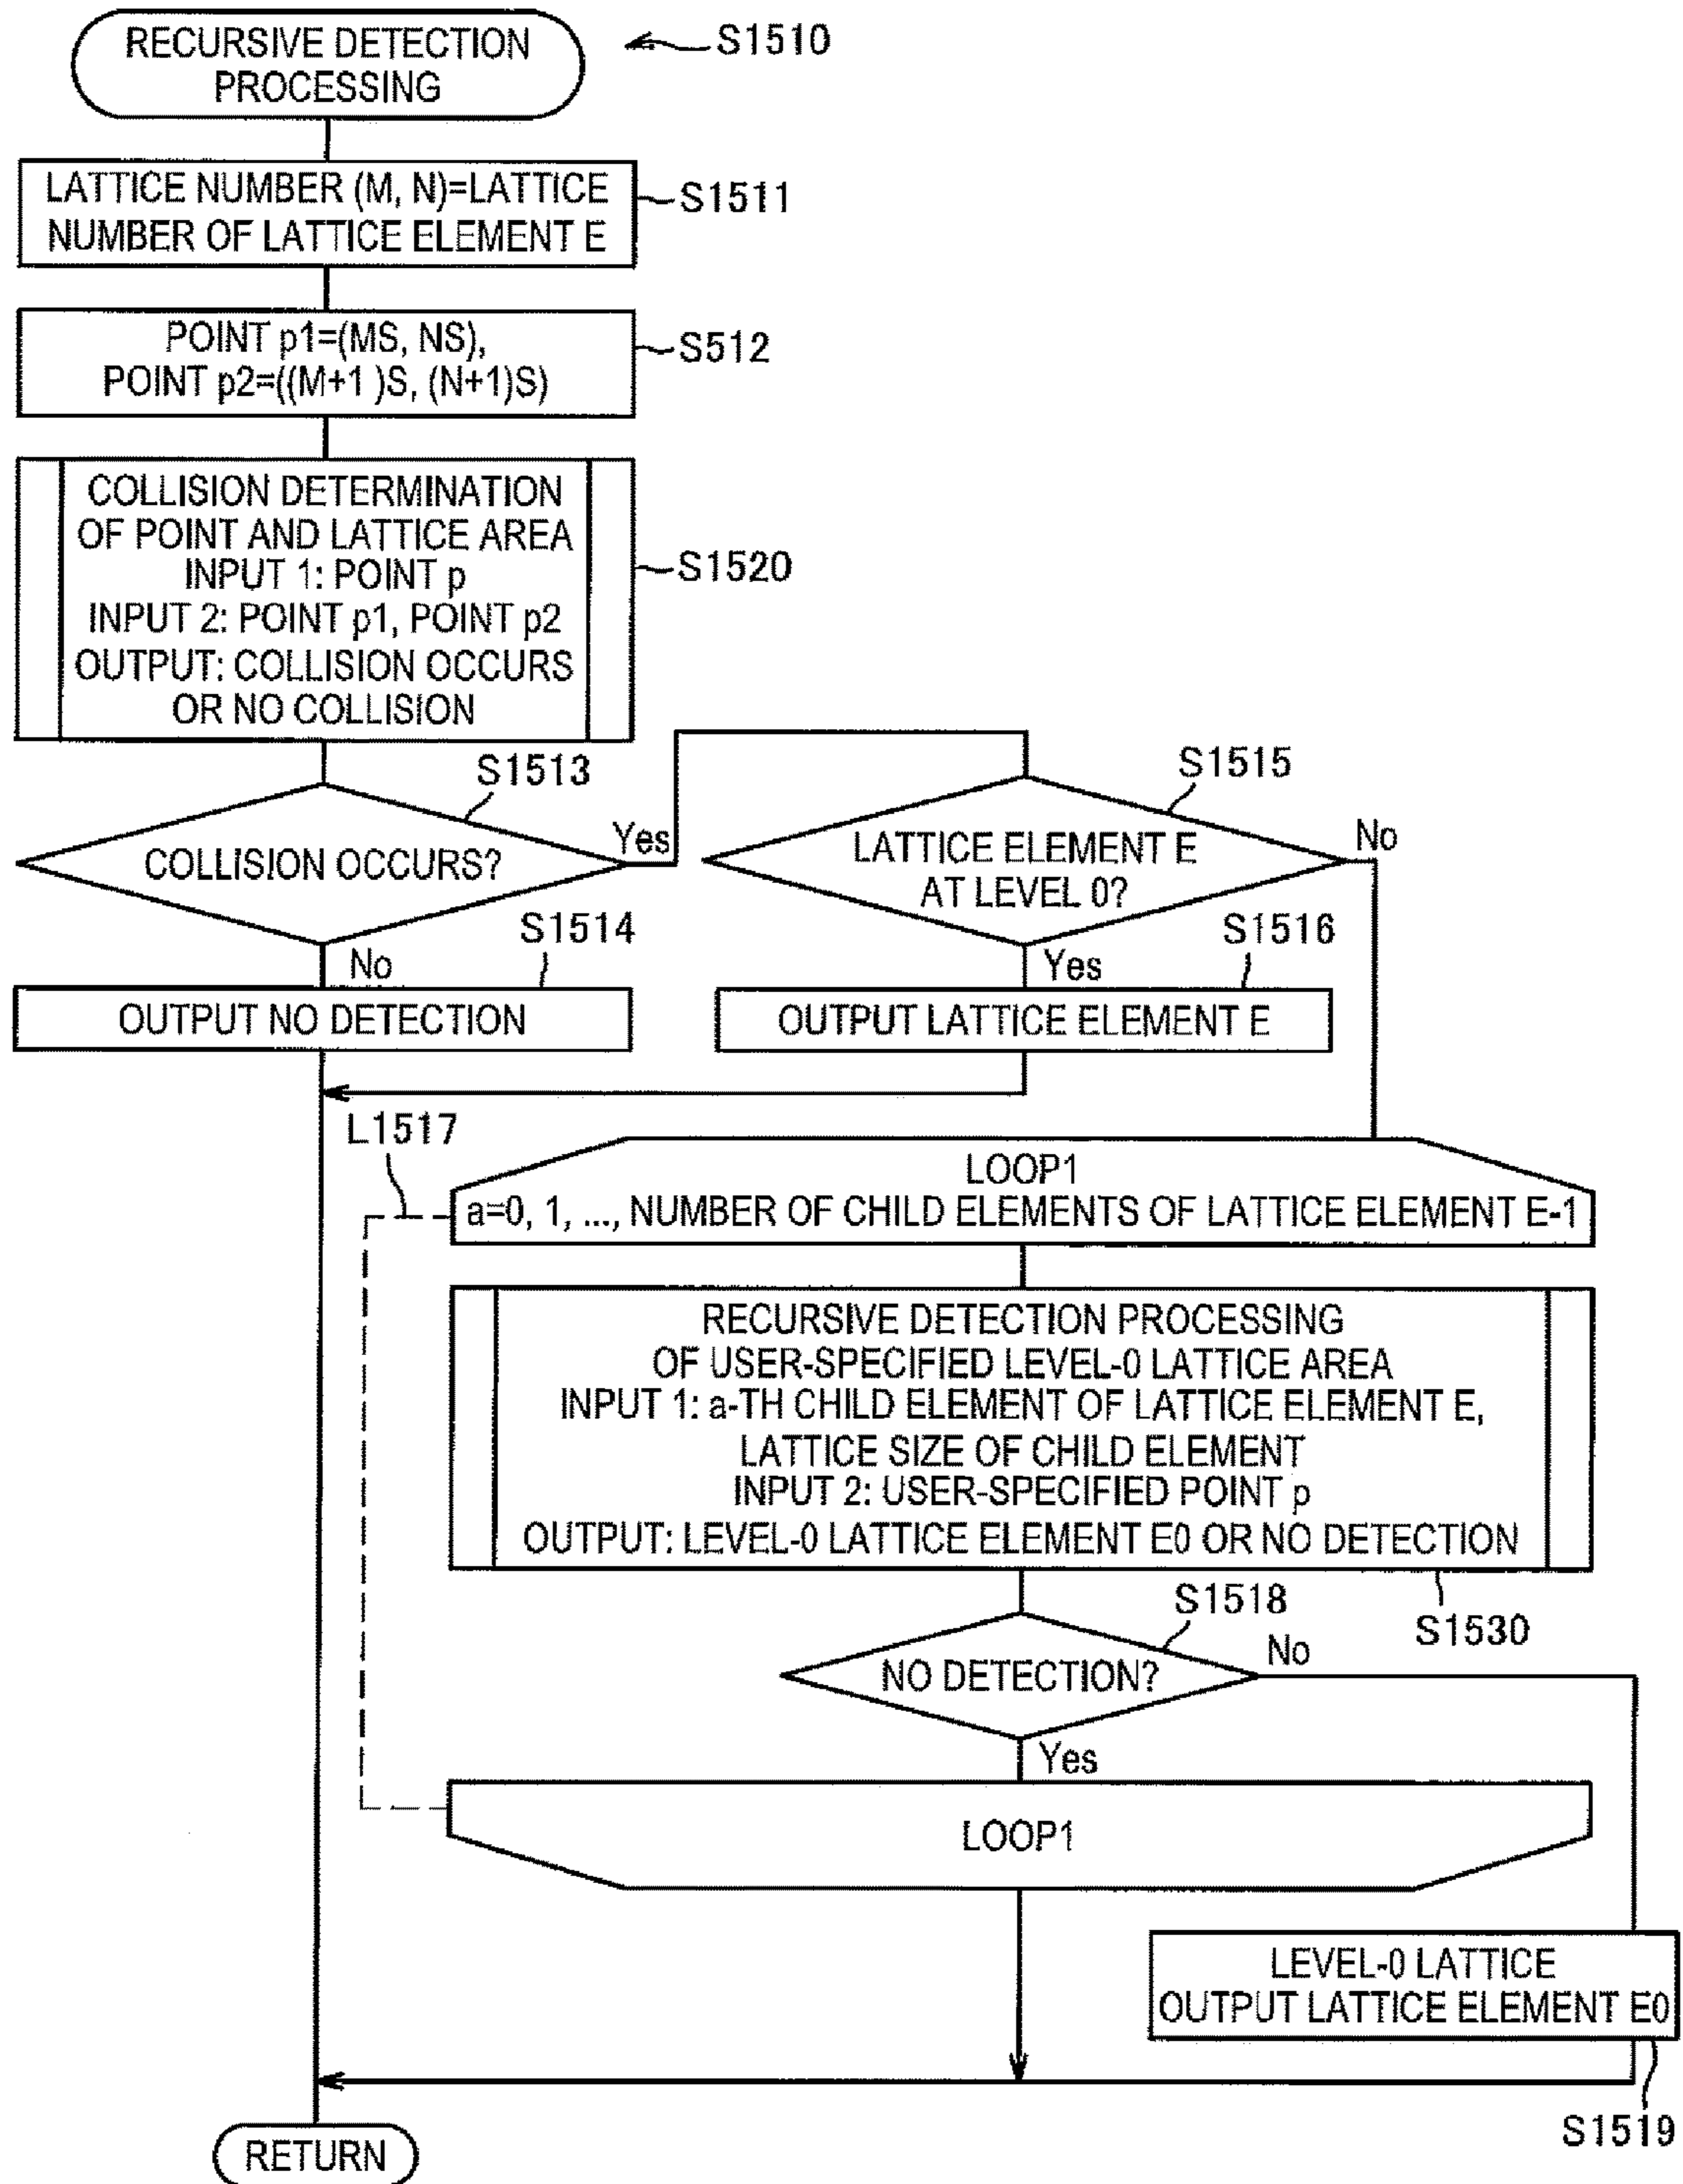 RECURSIVE DETECTION
PROCESSING
S1510
LATTICE NUMBER (M, N)=LATTICE
NUMBER OF LATTICE ELEMENT E
S1511
POINT p1=(MS, NS),
POINT p2=((M+1 )S, (N+1)S)
S512
COLLISION DETERMINATION
OF POINT AND LATTICE AREA
INPUT 1: POINT p
INPUT 2: POINT p1, POINT p2
OUTPUT: COLLISION OCCURS
OR NO COLLISION
S1520
S1513
COLLISION OCCURS?
Yes
No
S1514
OUTPUT NO DETECTION
S1515
LATTICE ELEMENT E
AT LEVEL 0?
No
Yes
S1516
OUTPUT LATTICE ELEMENT E
L1517
LOOP1
a=0, 1, ..., NUMBER OF CHILD ELEMENTS OF LATTICE ELEMENT E-1
RECURSIVE DETECTION PROCESSING
OF USER-SPECIFIED LEVEL-0 LATTICE AREA
INPUT 1: a-TH CHILD ELEMENT OF LATTICE ELEMENT E,
LATTICE SIZE OF CHILD ELEMENT
INPUT 2: USER-SPECIFIED POINT p
OUTPUT: LEVEL-0 LATTICE ELEMENT E0 OR NO DETECTION
S1530
S1518
NO DETECTION?
No
Yes
LOOP1
LEVEL-0 LATTICE
OUTPUT LATTICE ELEMENT E0
S1519
RETURN